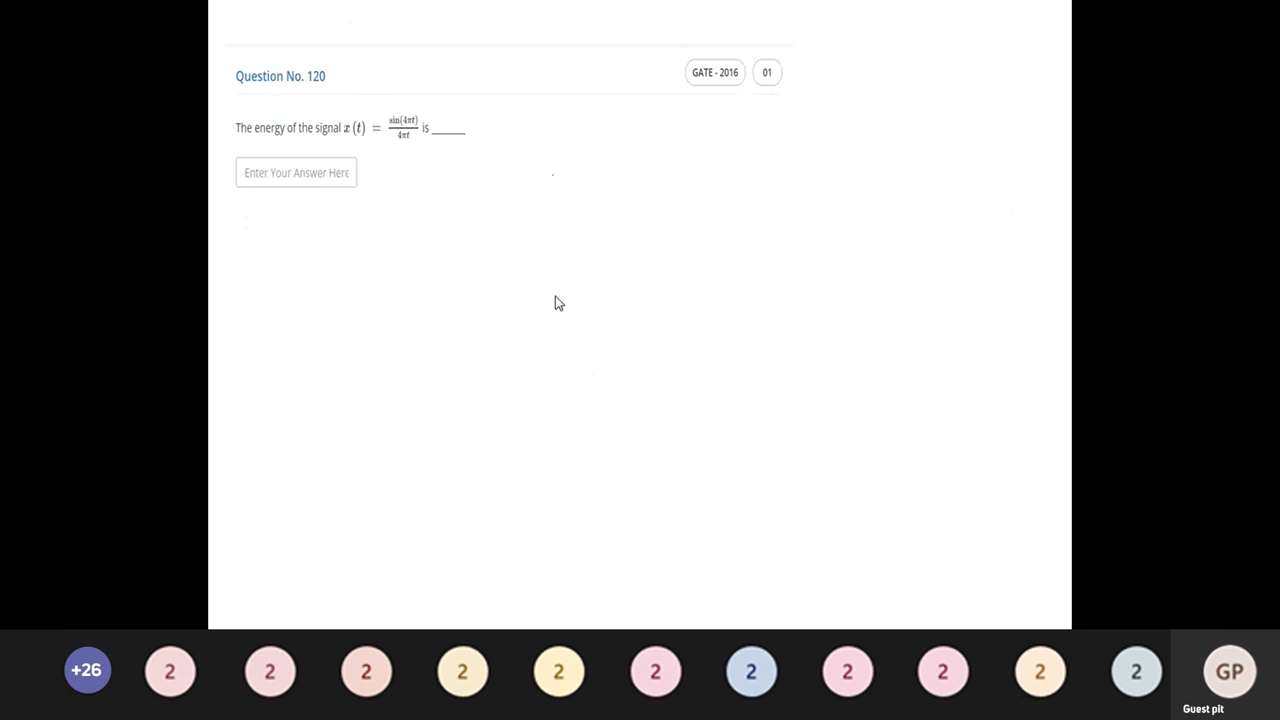 Question No. 120
GATE - 2016
01
The energy of the signal x (t) = sin(4πt)/4πt is _____
Enter Your Answer Here
+26
2
2
2
2
2
2
2
2
2
2
2
GP
Guest pit